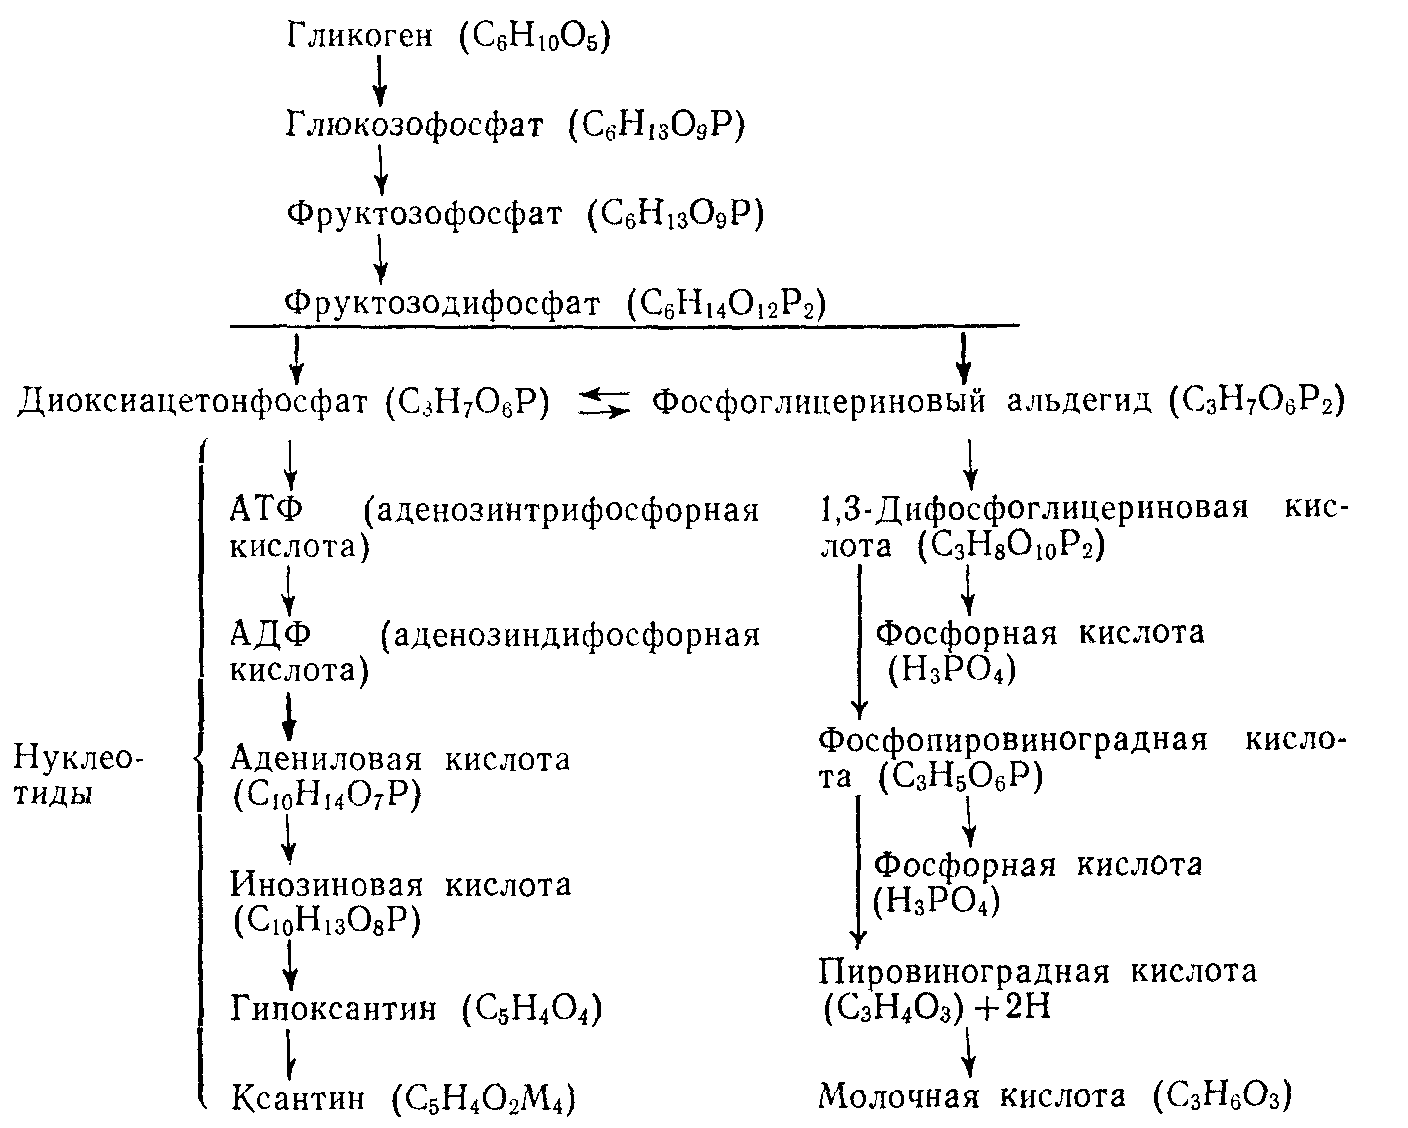 Гликоген (C₆H₁₀O₅)
Глюкозофосфат (C₆H₁₃O₉P)
Фруктозофосфат (C₆H₁₃O₉P)
Фруктозодифосфат (C₆H₁₄O₁₂P₂)
Диоксиацетонфосфат (C₃H₇O₆P) ⇆ Фосфоглицериновый альдегид (C₃H₇O₆P₂)
Нуклео-
тиды
АТФ (аденозинтрифосфорная
кислота)
АДФ (аденозиндифосфорная
кислота)
Адениловая кислота
(C₁₀H₁₄O₇P)
Инозиновая кислота
(C₁₀H₁₃O₈P)
Гипоксантин (C₅H₄O₄)
Ксантин (C₅H₄O₂M₄)
1,3-Дифосфоглицериновая кис-
лота (C₃H₈O₁₀P₂)
Фосфорная кислота
(H₃PO₄)
Фосфопировиноградная кисло-
та (C₃H₅O₆P)
Фосфорная кислота
(H₃PO₄)
Пировиноградная кислота
(C₃H₄O₃)+2H
Молочная кислота (C₃H₆O₃)